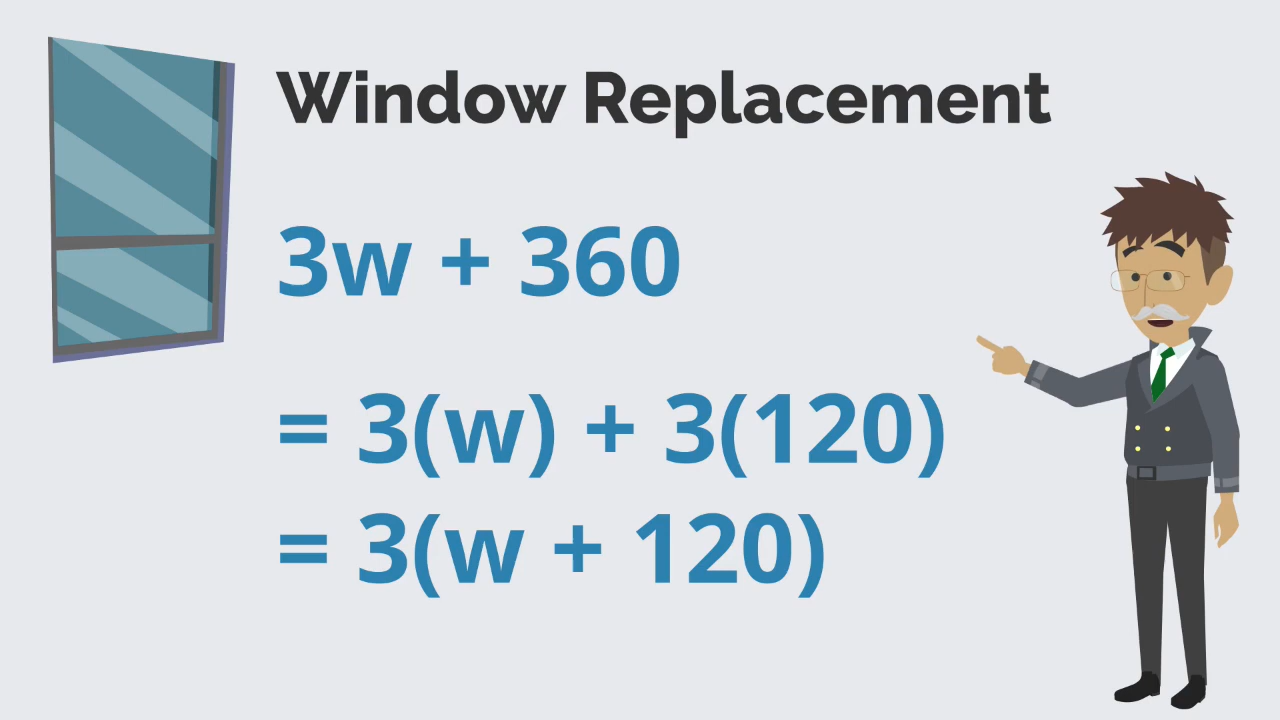 Window Replacement
3w + 360
= 3(w) + 3(120)
= 3(w + 120)